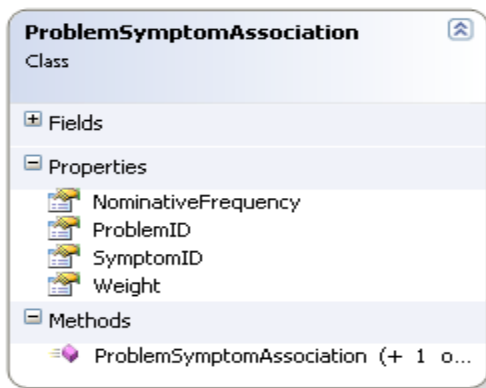 ProblemSymptomAssociation
Class
Fields
Properties
NominativeFrequency
ProblemID
SymptomID
Weight
Methods
ProblemSymptomAssociation (+ 1 o...